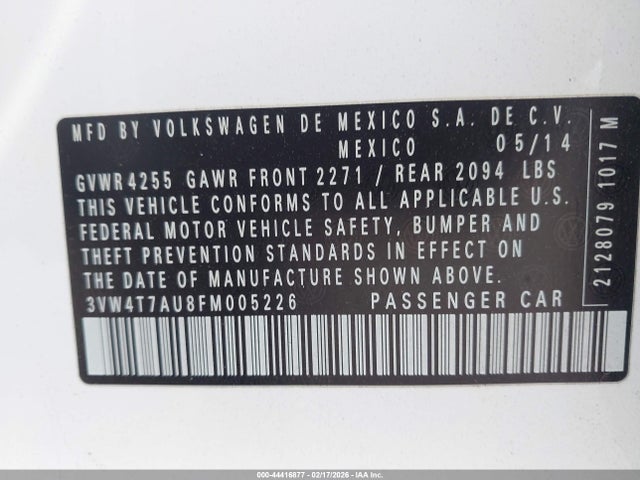 MFD BY VOLKSWAGEN DE MEXICO S.A. DE C.V.
MEXICO 05/14
GVWR 4255 GAWR FRONT 2271 / REAR 2094 LBS
THIS VEHICLE CONFORMS TO ALL APPLICABLE U.S.
FEDERAL MOTOR VEHICLE SAFETY, BUMPER AND
THEFT PREVENTION STANDARDS IN EFFECT ON
THE DATE OF MANUFACTURE SHOWN ABOVE.
3VW4T7AU8FM005226 PASSENGER CAR
2128079 1017 M
000-44416877 - 02/17/2026 - IAAI Inc.